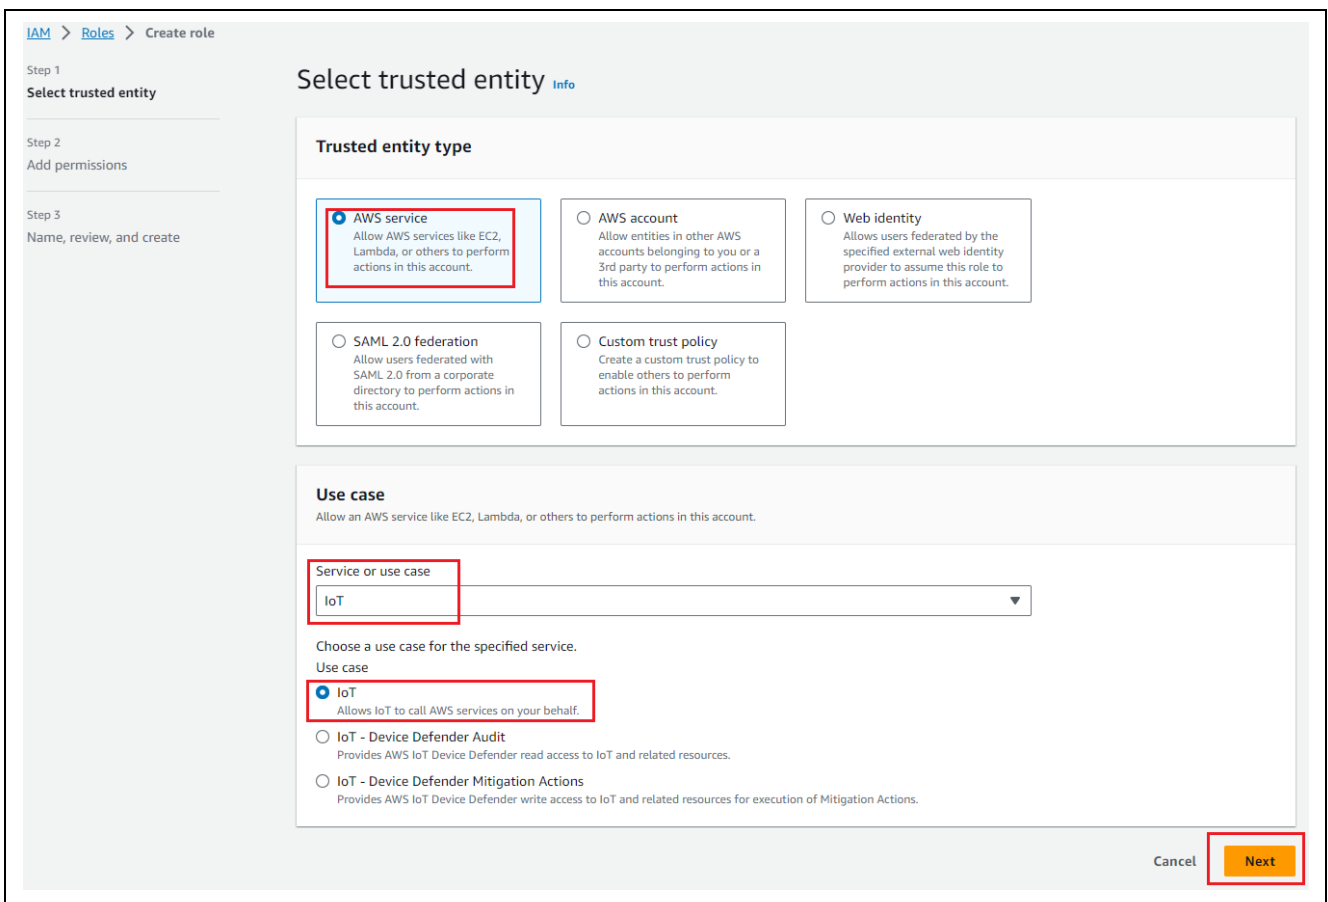 IAM > Roles > Create role
Step 1
Select trusted entity
Step 2
Add permissions
Step 3
Name, review, and create
Select trusted entity Info
Trusted entity type
AWS service
Allow AWS services like EC2,
Lambda, or others to perform
actions in this account.
AWS account
Allow entities in other AWS
accounts belonging to you or a
3rd party to perform actions in
this account.
Web identity
Allows users federated by the
specified external web identity
provider to assume this role to
perform actions in this account.
SAML 2.0 federation
Allow users federated with
SAML 2.0 from a corporate
directory to perform actions in
this account.
Custom trust policy
Create a custom trust policy to
enable others to perform
actions in this account.
Use case
Allow an AWS service like EC2, Lambda, or others to perform actions in this account.
Service or use case
IoT
Choose a use case for the specified service.
Use case
IoT
Allows IoT to call AWS services on your behalf.
IoT - Device Defender Audit
Provides AWS IoT Device Defender read access to IoT and related resources.
IoT - Device Defender Mitigation Actions
Provides AWS IoT Device Defender write access to IoT and related resources for execution of Mitigation Actions.
Cancel Next